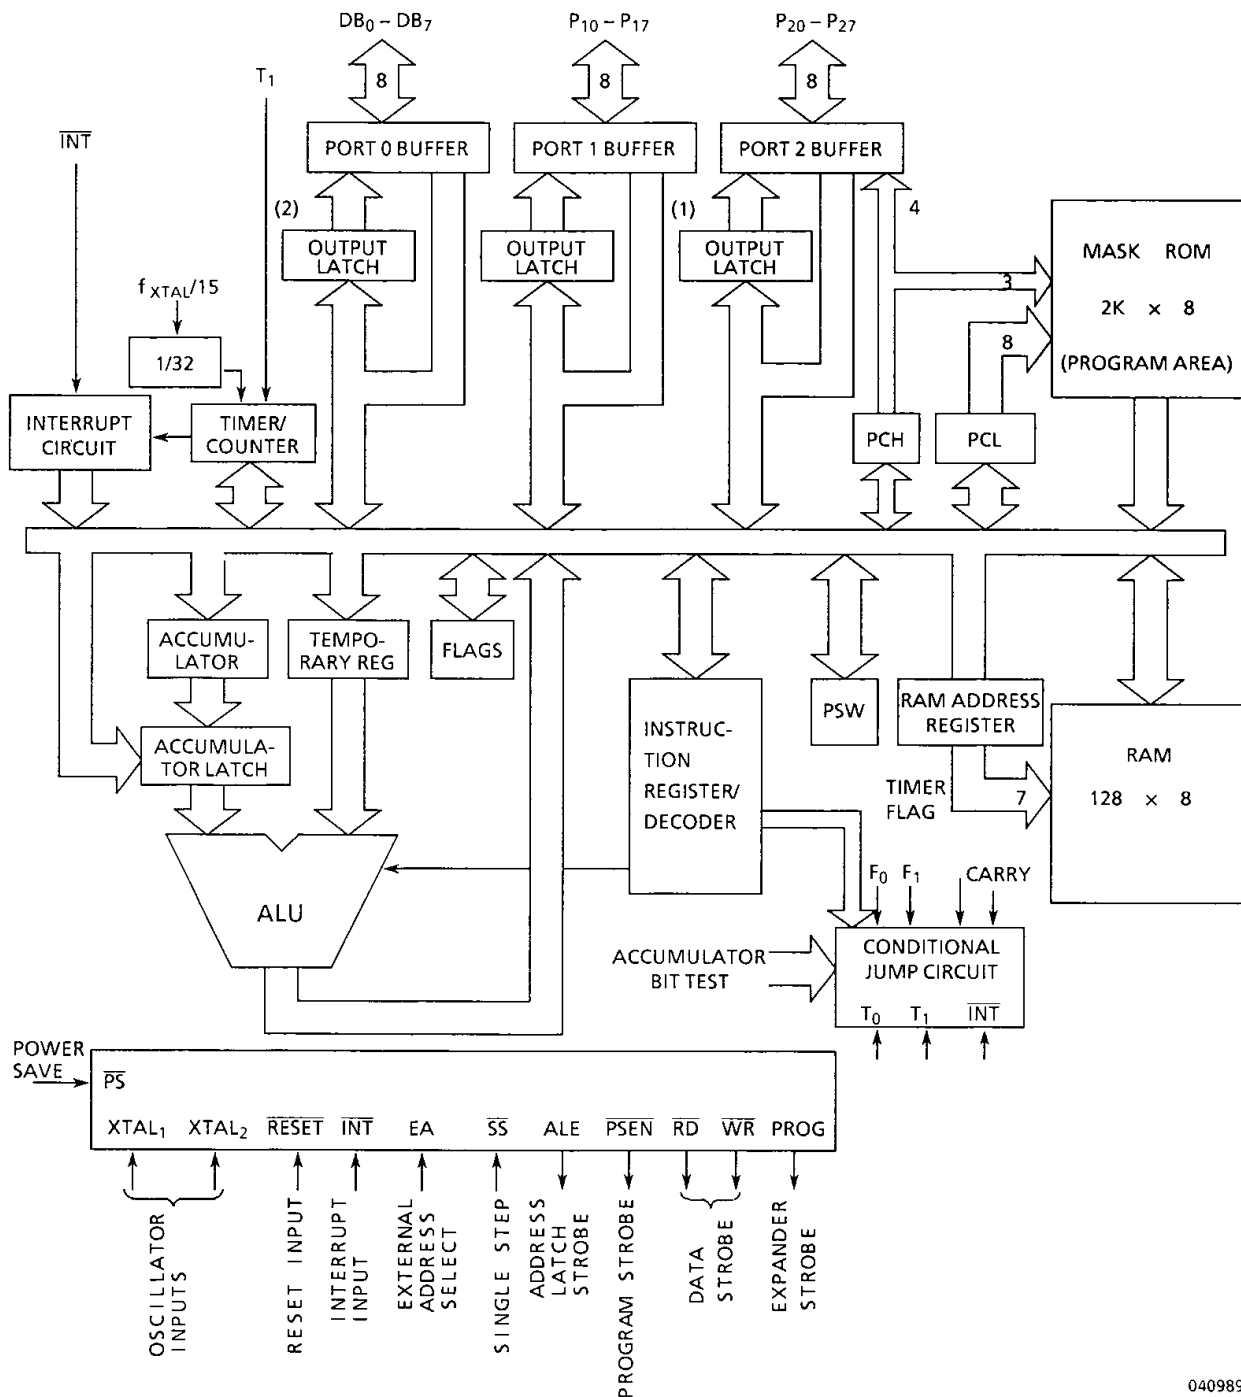 DB0 – DB7
P10 – P17
P20 – P27
8
8
8
T1
INT
PORT 0 BUFFER
PORT 1 BUFFER
PORT 2 BUFFER
(2)
(1)
4
OUTPUT
LATCH
OUTPUT
LATCH
OUTPUT
LATCH
MASK ROM
2K × 8
(PROGRAM AREA)
3
8
fXTAL/15
1/32
INTERRUPT
CIRCUIT
TIMER/
COUNTER
PCH
PCL
ACCUMU-
LATOR
TEMPO-
RARY REG
FLAGS
INSTRUC-
TION
REGISTER/
DECODER
PSW
RAM ADDRESS
REGISTER
ACCUMULA-
TOR LATCH
RAM
128 × 8
TIMER
FLAG
7
F0
F1
CARRY
ALU
ACCUMULATOR
BIT TEST
CONDITIONAL
JUMP CIRCUIT
T0
T1
INT
POWER
SAVE
PS
XTAL1
XTAL2
RESET
INT
EA
SS
ALE
PSEN
RD
WR
PROG
OSCILLATOR
INPUTS
RESET INPUT
INTERRUPT
INPUT
EXTERNAL
ADDRESS
SELECT
SINGLE STEP
ADDRESS
LATCH
STROBE
PROGRAM STROBE
DATA
STROBE
EXPANDER
STROBE
040989